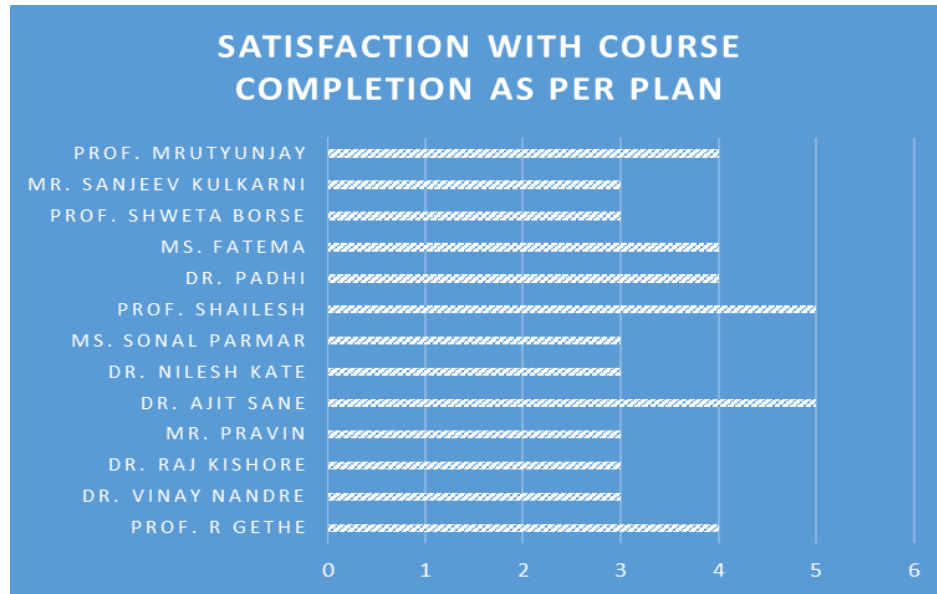 SATISFACTION WITH COURSE
COMPLETION AS PER PLAN
PROF. MRUTYUNJAY
MR. SANJEEV KULKARNI
PROF. SHWETA BORSE
MS. FATEMA
DR. PADHI
PROF. SHAILESH
MS. SONAL PARMAR
DR. NILESH KATE
DR. AJIT SANE
MR. PRAVIN
DR. RAJ KISHORE
DR. VINAY NANDRE
PROF. R GETHE
0 1 2 3 4 5 6